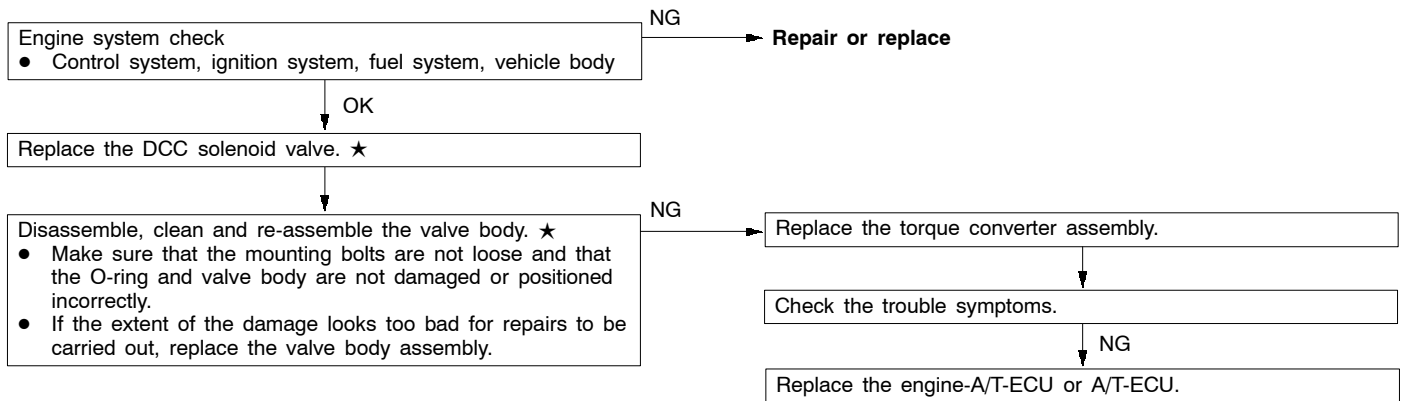 Engine system check
● Control system, ignition system, fuel system, vehicle body
NG
Repair or replace
OK
Replace the DCC solenoid valve. ★
Disassemble, clean and re-assemble the valve body. ★
● Make sure that the mounting bolts are not loose and that
the O-ring and valve body are not damaged or positioned
incorrectly.
● If the extent of the damage looks too bad for repairs to be
carried out, replace the valve body assembly.
NG
Replace the torque converter assembly.
Check the trouble symptoms.
NG
Replace the engine-A/T-ECU or A/T-ECU.